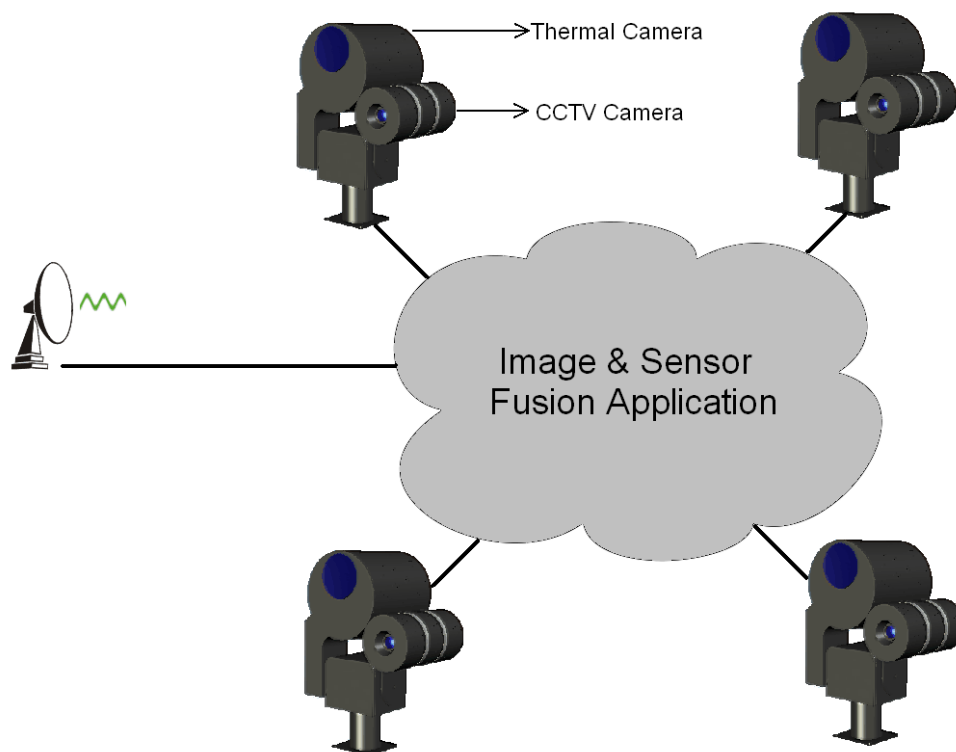 Thermal Camera
CCTV Camera
Image & Sensor
Fusion Application